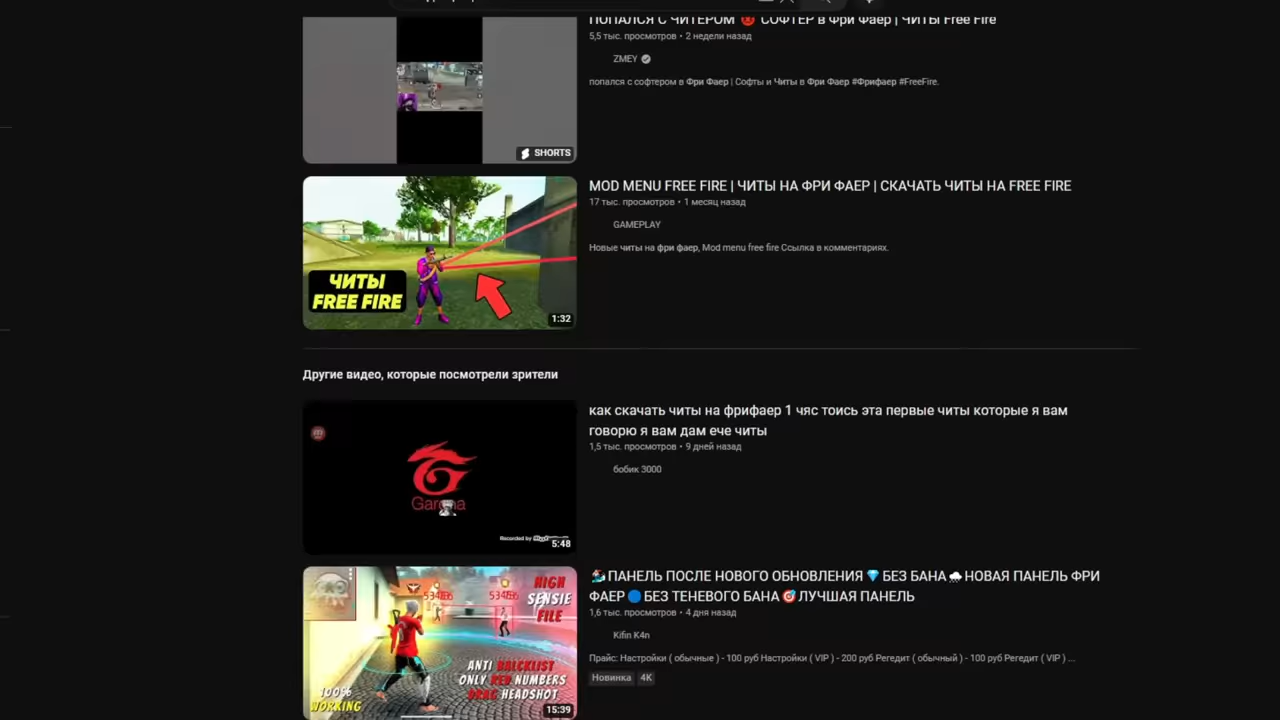 ПОПАЛСЯ С ЧИТЕРОМ 😡 СОФТЕР в Фри Фаер | ЧИТЫ Free Fire
5,5 тыс. просмотров • 2 недели назад
ZMEY
попался с софтером в Фри Фаер | Софты и Читы в Фри Фаер #Фрифаер #FreeFire.
SHORTS
MOD MENU FREE FIRE | ЧИТЫ НА ФРИ ФАЕР | СКАЧАТЬ ЧИТЫ НА FREE FIRE
17 тыс. просмотров • 1 месяц назад
GAMEPLAY
Новые читы на фри фаер, Mod menu free fire Ссылка в комментариях.
ЧИТЫ
FREE FIRE
1:32
Другие видео, которые посмотрели зрители
как скачать читы на фрифаер 1 чяс тоись эта первые читы которые я вам
говорю я вам дам ече читы
1,5 тыс. просмотров • 9 дней назад
бобик 3000
Garena
Recorded by
5:48
ПАНЕЛЬ ПОСЛЕ НОВОГО ОБНОВЛЕНИЯ💎БЕЗ БАНА🌧НОВАЯ ПАНЕЛЬ ФРИ
ФАЕР🔵БЕЗ ТЕНЕВОГО БАНА🎯ЛУЧШАЯ ПАНЕЛЬ
1,6 тыс. просмотров • 4 дня назад
Kifin K4n
Прайс: Настройки ( обычные ) - 100 руб Настройки ( VIP ) - 200 руб Регедит ( обычный ) - 100 руб Регедит ( VIP ) ...
Новинка 4K
HIGH
SENSIE
FILE
ANTI BALCKLIST
ONLY RED NUMBERS
DRAG HEADSHOT
100%
WORKING
15:39